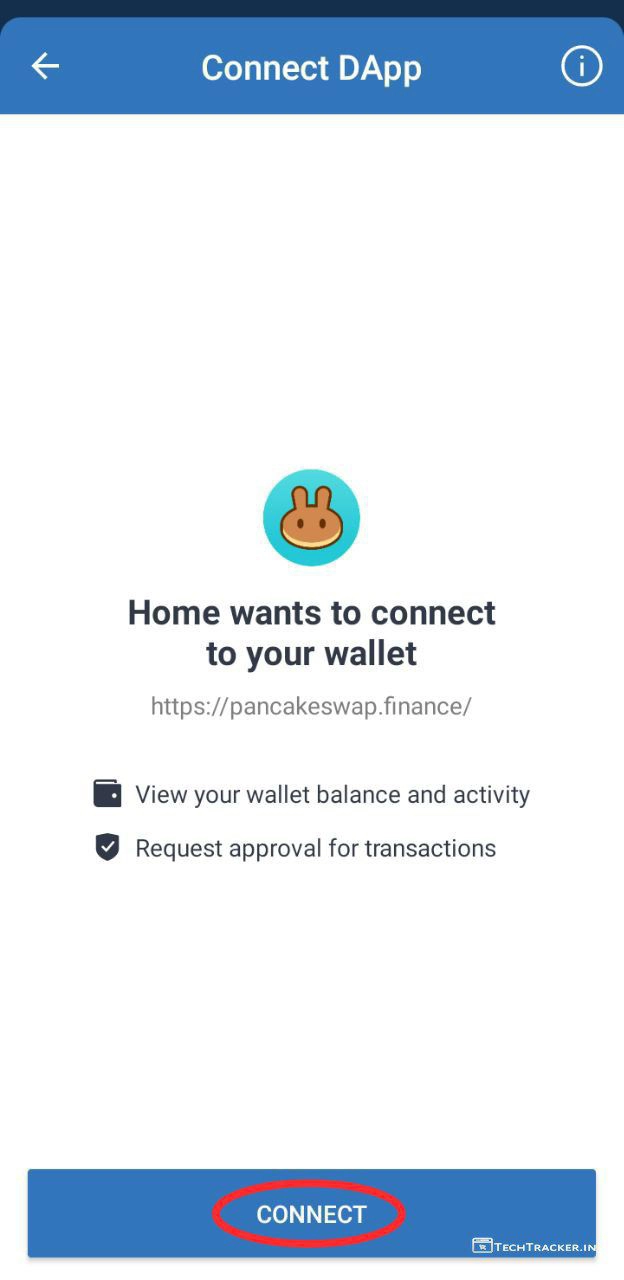 Connect DApp
Home wants to connect
to your wallet
https://pancakeswap.finance/
View your wallet balance and activity
Request approval for transactions
CONNECT
TECHTRACKER.IN